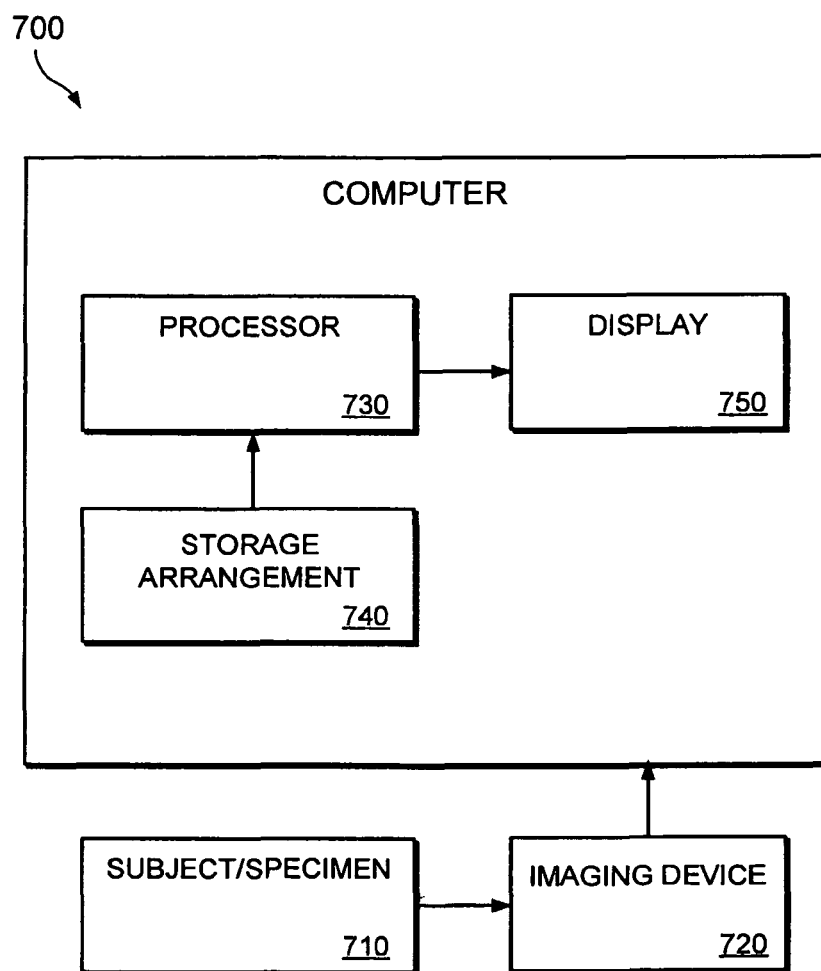 700
COMPUTER
PROCESSOR
730
DISPLAY
750
STORAGE
ARRANGEMENT
740
SUBJECT/SPECIMEN
710
IMAGING DEVICE
720